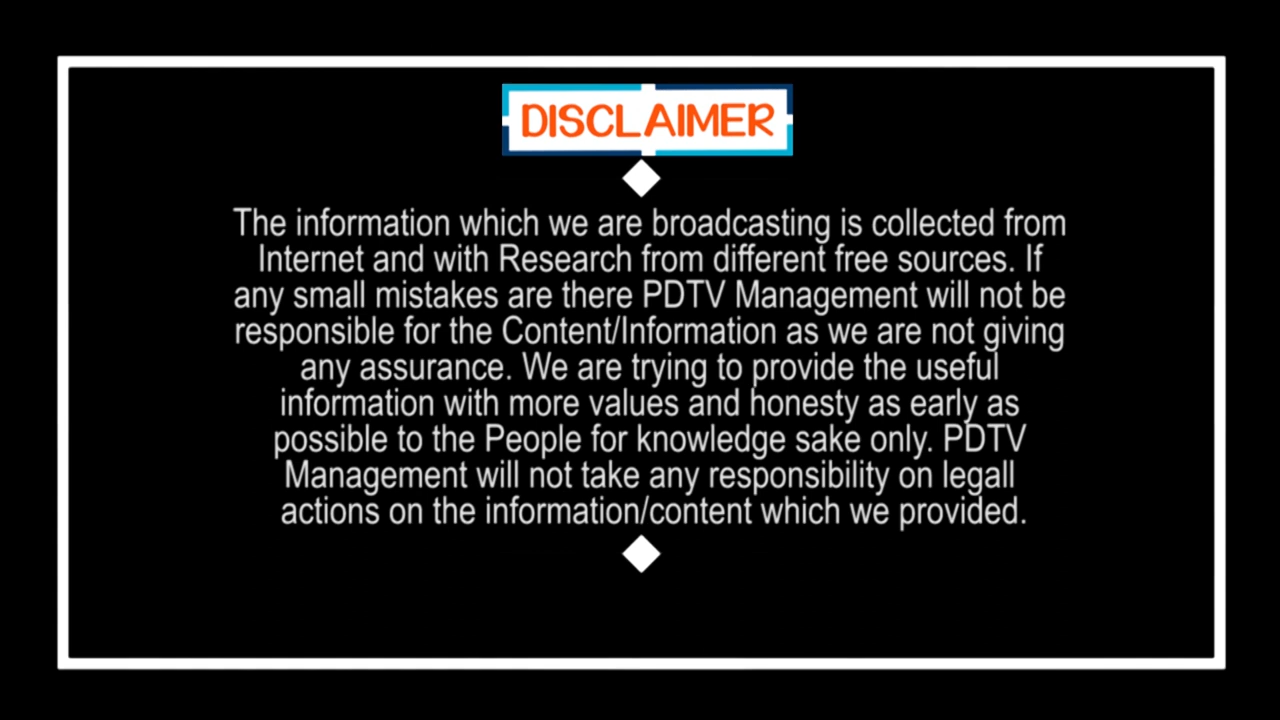 DISCLAIMER
The information which we are broadcasting is collected from
Internet and with Research from different free sources. If
any small mistakes are there PDTV Management will not be
responsible for the Content/Information as we are not giving
any assurance. We are trying to provide the useful
information with more values and honesty as early as
possible to the People for knowledge sake only. PDTV
Management will not take any responsibility on legall
actions on the information/content which we provided.